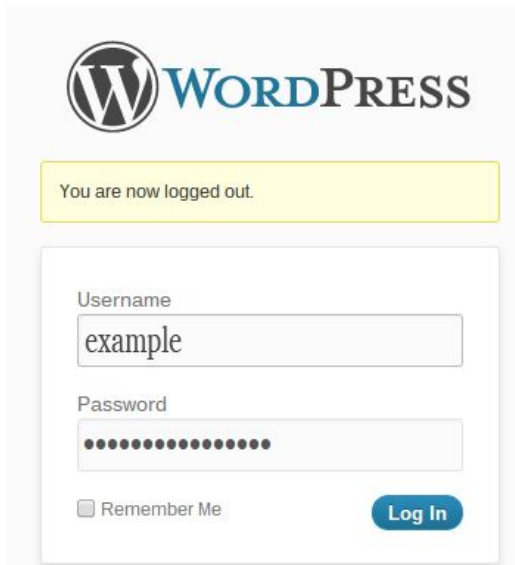 WORDPRESS
You are now logged out.
Username
example
Password
••••••••••••••••
Remember Me
Log In